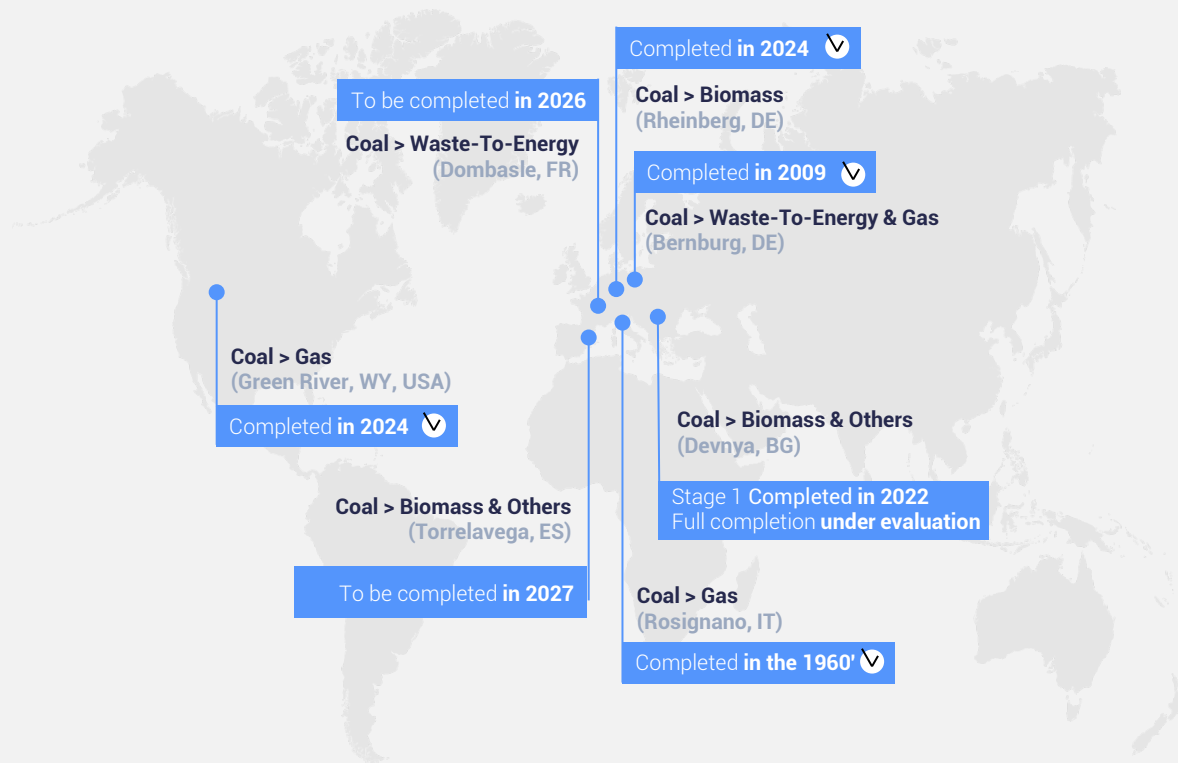 Completed in 2024
Coal > Biomass
(Rheinberg, DE)
To be completed in 2026
Coal > Waste-To-Energy
(Dombasle, FR)
Completed in 2009
Coal > Waste-To-Energy & Gas
(Bernburg, DE)
Coal > Gas
(Green River, WY, USA)
Completed in 2024
Coal > Biomass & Others
(Devnya, BG)
Stage 1 Completed in 2022
Full completion under evaluation
Coal > Biomass & Others
(Torrelavega, ES)
To be completed in 2027
Coal > Gas
(Rosignano, IT)
Completed in the 1960'